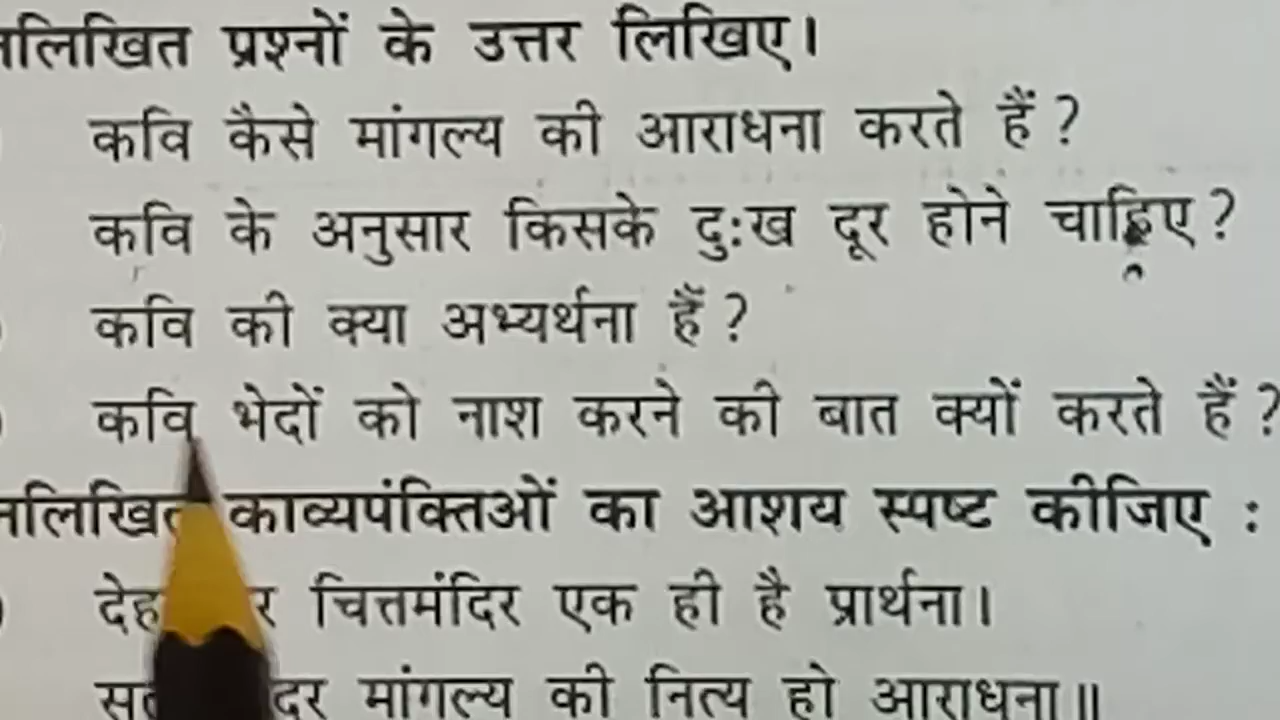 लिखित प्रश्नों के उत्तर लिखिए।
कवि कैसे मांगल्य की आराधना करते हैं ?
कवि के अनुसार किसके दुःख दूर होने चाहिए ?
कवि की क्या अभ्यर्थना हैं ?
कवि भेदों को नाश करने की बात क्यों करते हैं ?
लिखित काव्यपंक्तिओं का आशय स्पष्ट कीजिए :
चित्तमंदिर एक ही है प्रार्थना।
मांगल्य की नित्य हो आराधना॥